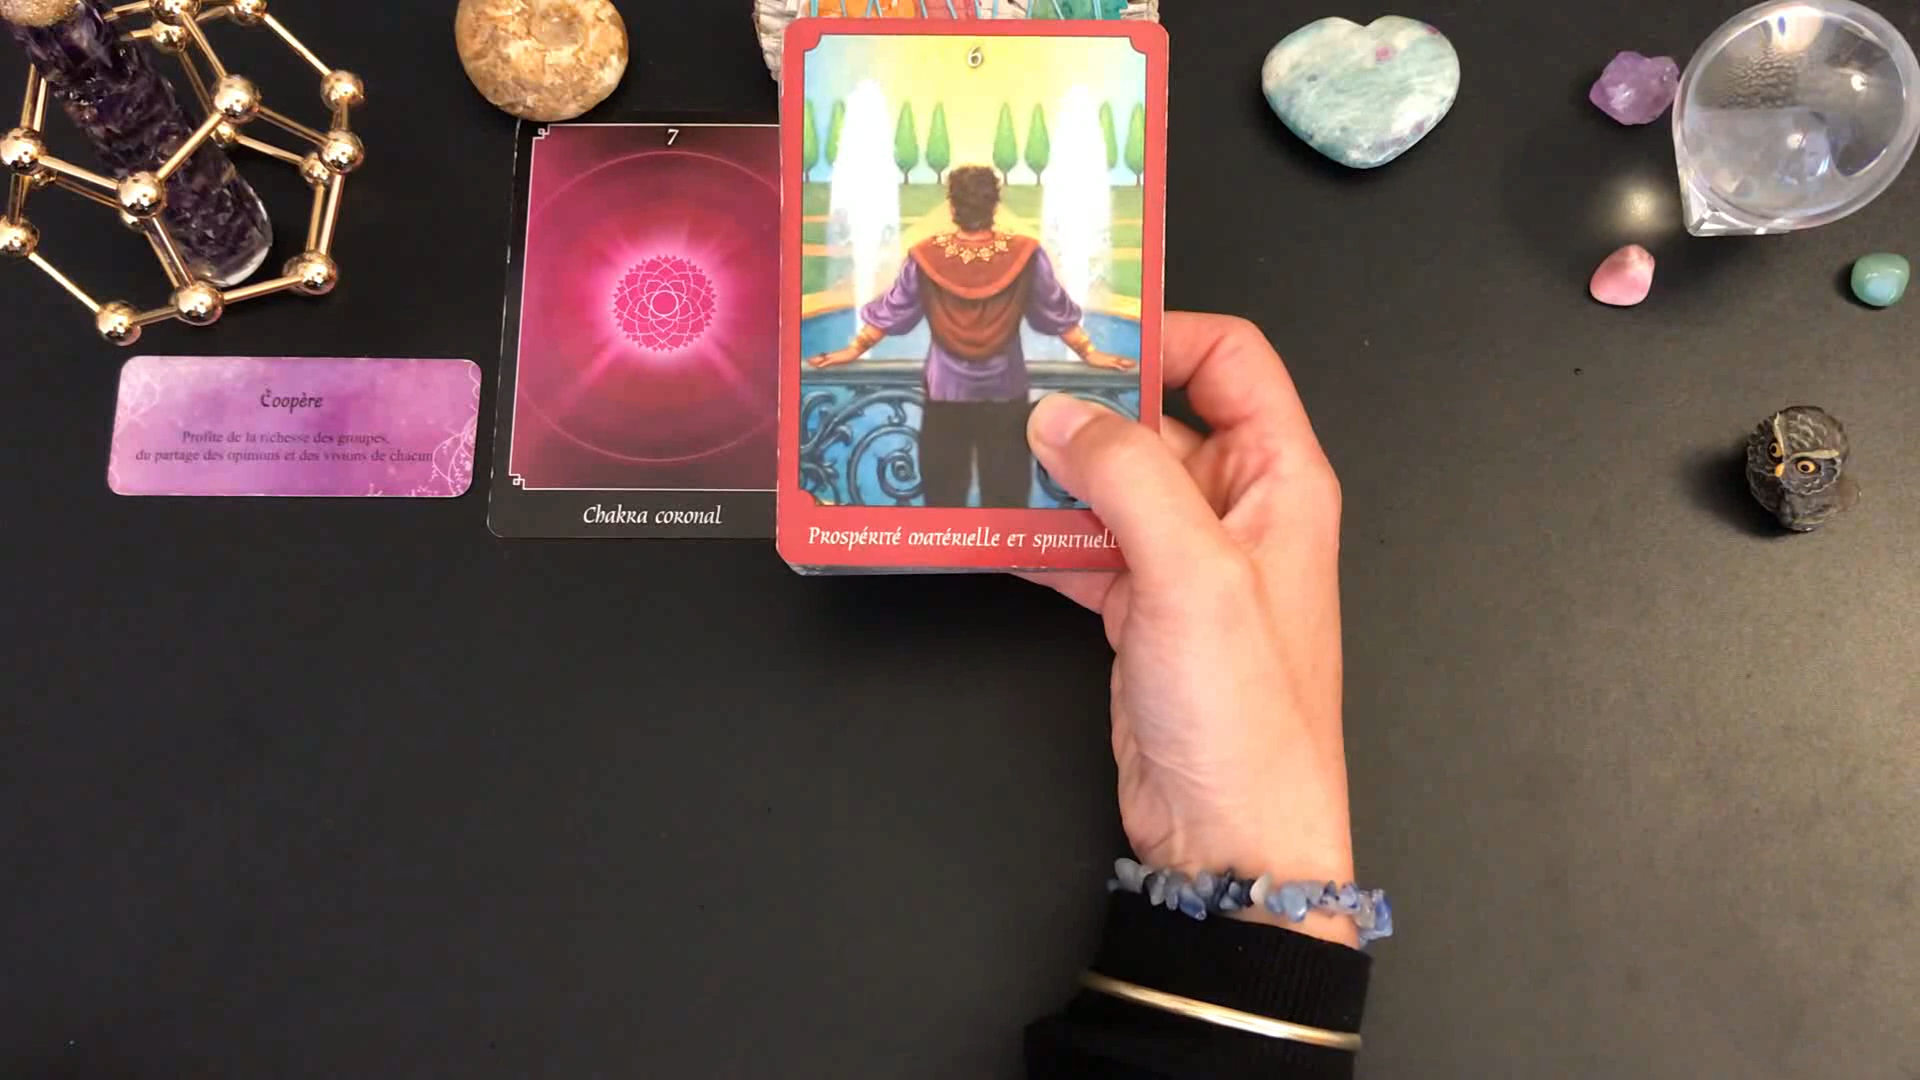 6
7
Coopère
Profite de la richesse des groupes,
du partage des opinions et des visions de chacun
Chakra coronal
Prospérité matérielle et spirituell